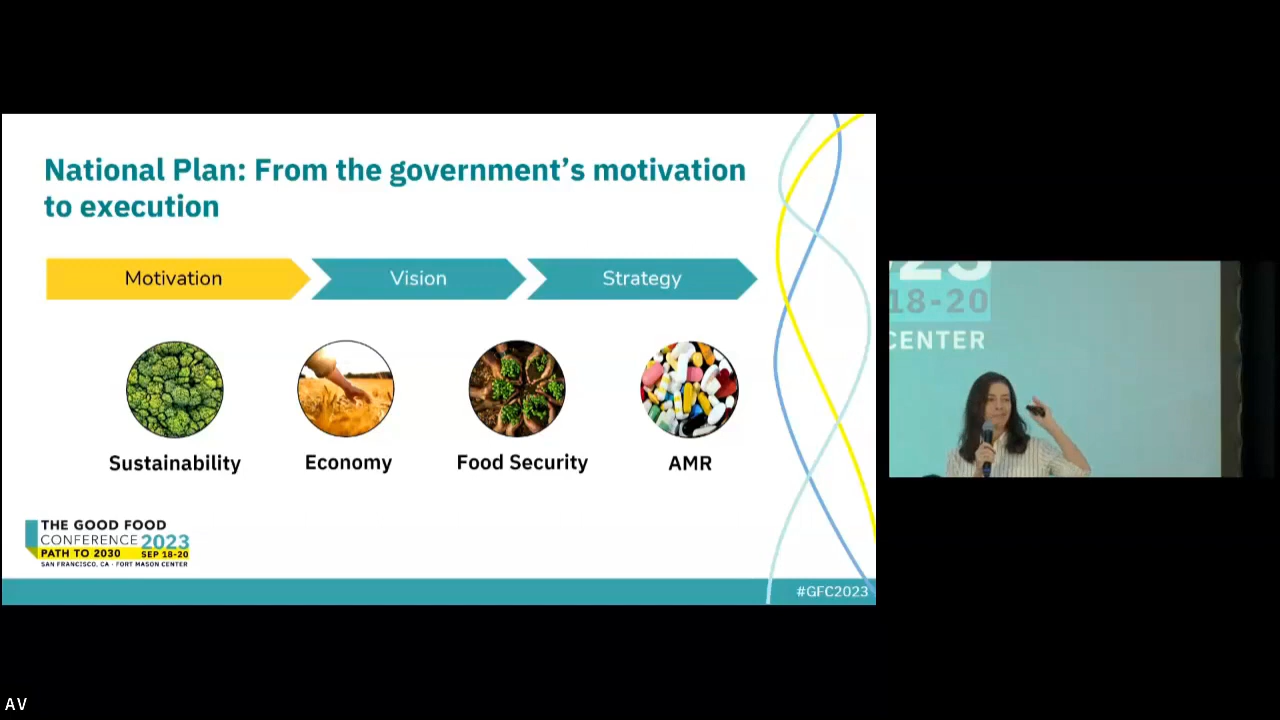 National Plan: From the government's motivation
to execution
Motivation
Vision
Strategy
Sustainability
Economy
Food Security
AMR
THE GOOD FOOD
CONFERENCE 2023
PATH TO 2030 SEP 18-20
SAN FRANCISCO, CA - FORT MASON CENTER
#GFC2023
18-20
CENTER
AV